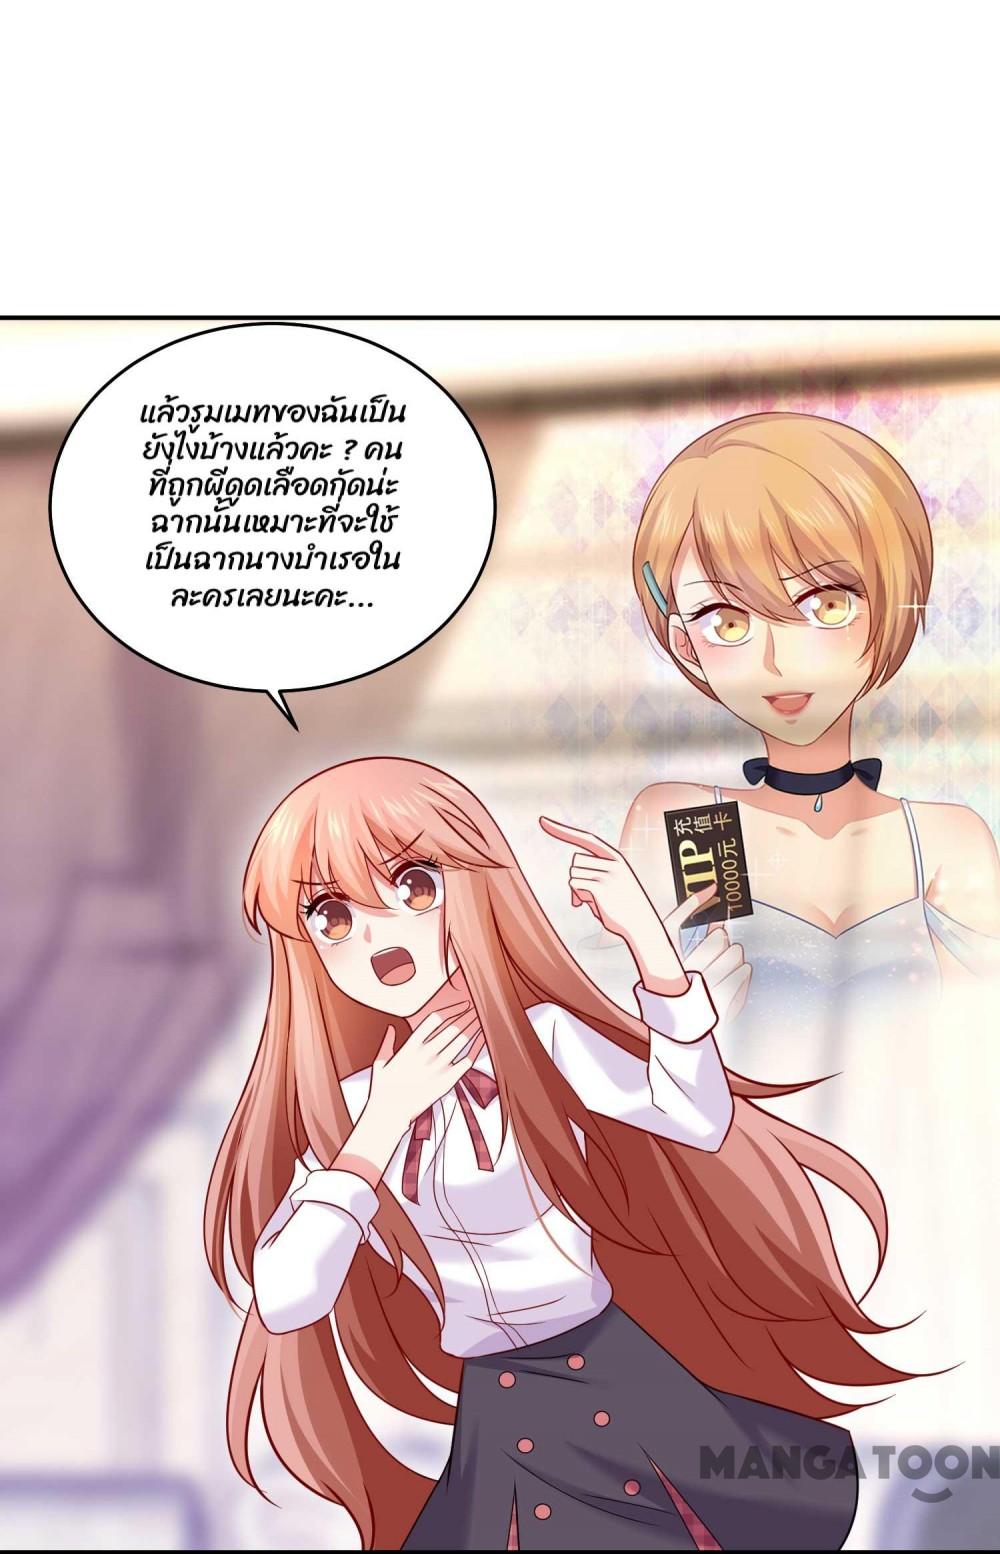 แล้วรูมเมทของฉันเป็น
ยังไงบ้างแล้วคะ ? คน
ที่ถูกผีดูดเลือดกัดน่ะ
ฉากนั้นเหมาะที่จะใช้
เป็นฉากนางบำเรอใน
ละครเลยนะคะ...
充值卡
VIP
10000元
MANGATOON